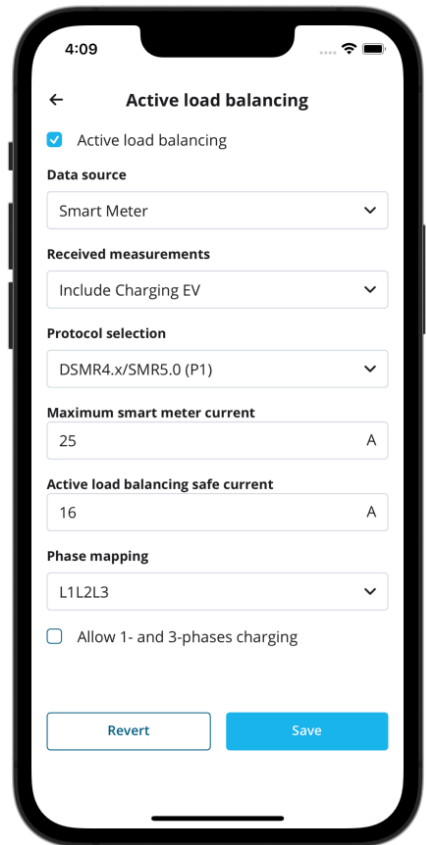 4:09
Active load balancing
Active load balancing
Data source
Smart Meter
Received measurements
Include Charging EV
Protocol selection
DSMR4.x/SMR5.0 (P1)
Maximum smart meter current
25 A
Active load balancing safe current
16 A
Phase mapping
L1L2L3
Allow 1- and 3-phases charging
Revert Save